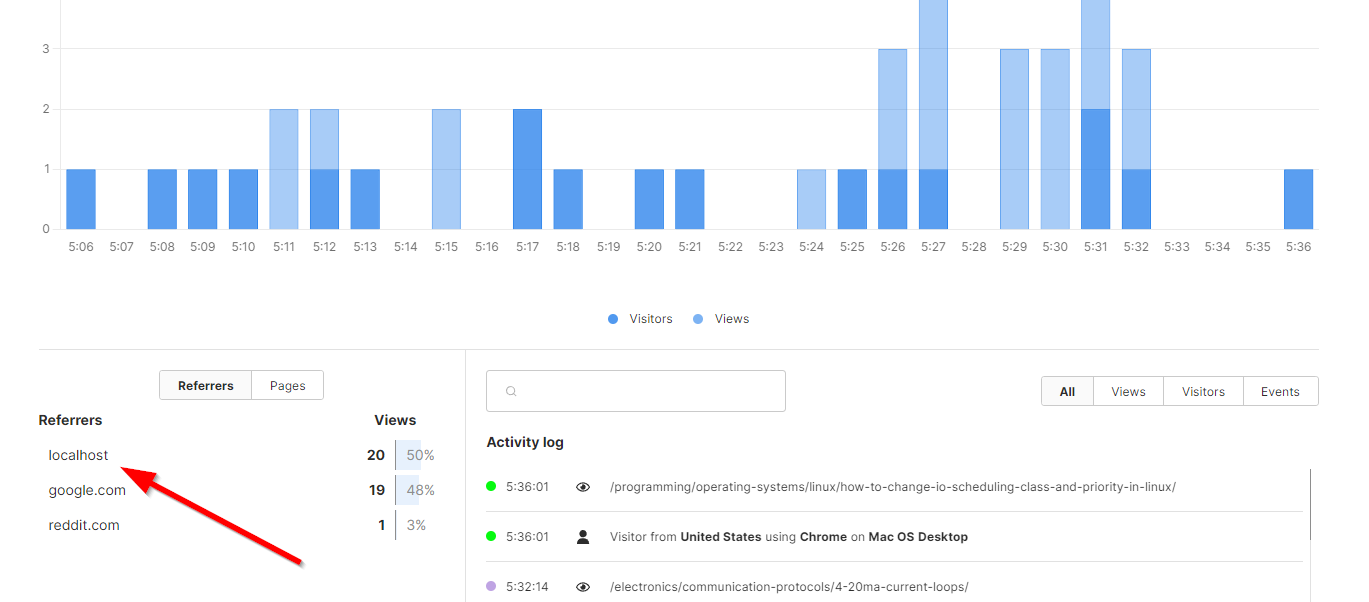 3
2
1
0
5:06 5:07 5:08 5:09 5:10 5:11 5:12 5:13 5:14 5:15 5:16 5:17 5:18 5:19 5:20 5:21 5:22 5:23 5:24 5:25 5:26 5:27 5:28 5:29 5:30 5:31 5:32 5:33 5:34 5:35 5:36
Visitors Views
Referrers Pages
All Views Visitors Events
Referrers Views
localhost 20 50%
google.com 19 48%
reddit.com 1 3%
Activity log
5:36:01 /programming/operating-systems/linux/how-to-change-io-scheduling-class-and-priority-in-linux/
5:36:01 Visitor from United States using Chrome on Mac OS Desktop
5:32:14 /electronics/communication-protocols/4-20ma-current-loops/